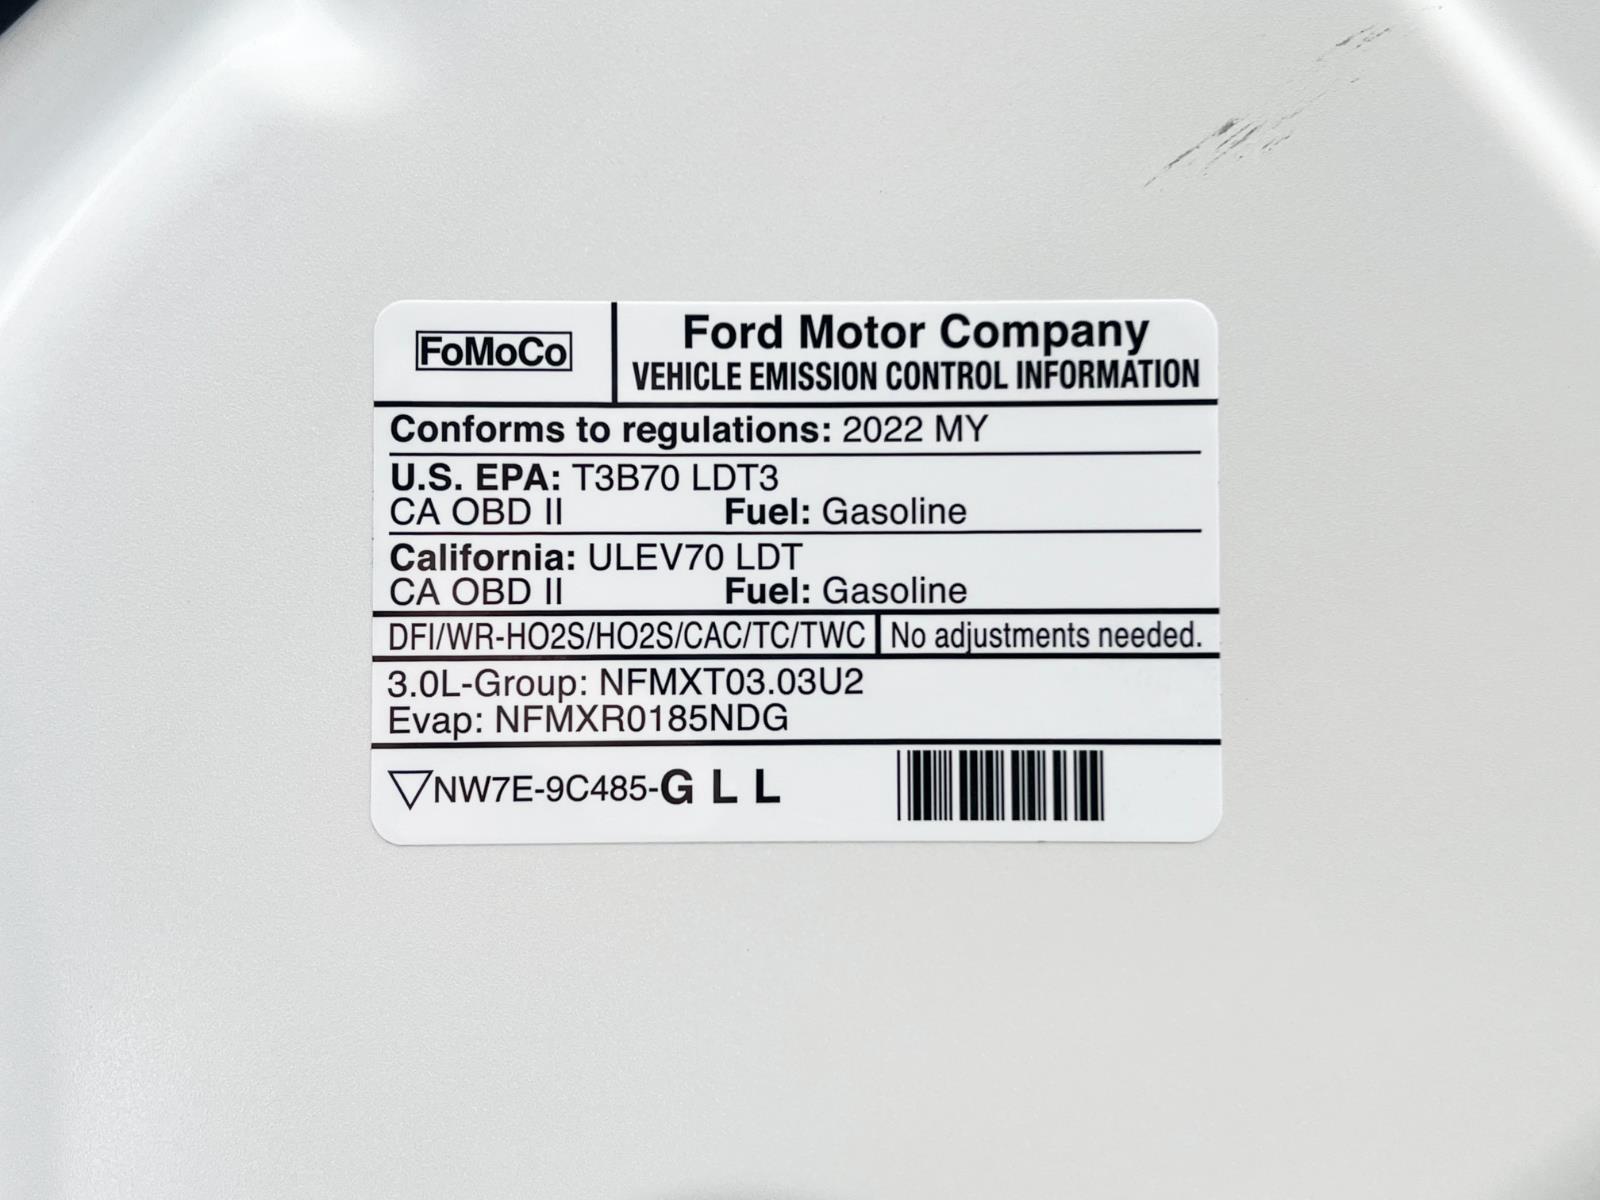 FoMoCo
Ford Motor Company
VEHICLE EMISSION CONTROL INFORMATION
Conforms to regulations: 2022 MY
U.S. EPA: T3B70 LDT3
CA OBD II Fuel: Gasoline
California: ULEV70 LDT
CA OBD II Fuel: Gasoline
DFI/WR-HO2S/HO2S/CAC/TC/TWC No adjustments needed.
3.0L-Group: NFMXT03.03U2
Evap: NFMXR0185NDG
▽NW7E-9C485-G L L